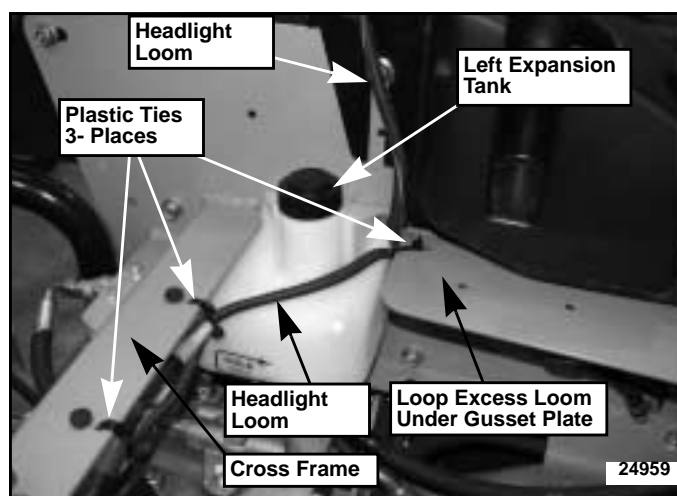 Headlight
Loom
Left Expansion
Tank
Plastic Ties
3- Places
Headlight
Loom
Loop Excess Loom
Under Gusset Plate
Cross Frame
24959